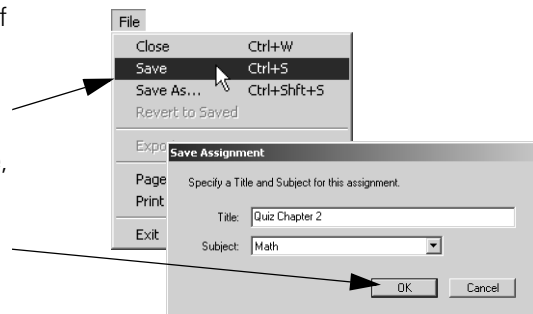 f
File
Close Ctrl+W
Save Ctrl+S
Save As... Ctrl+Shft+S
Revert to Saved
,
Save Assignment
Page
Specify a Title and Subject for this assignment.
Print
Title: Quiz Chapter 2
Exit
Subject: Math
OK Cancel